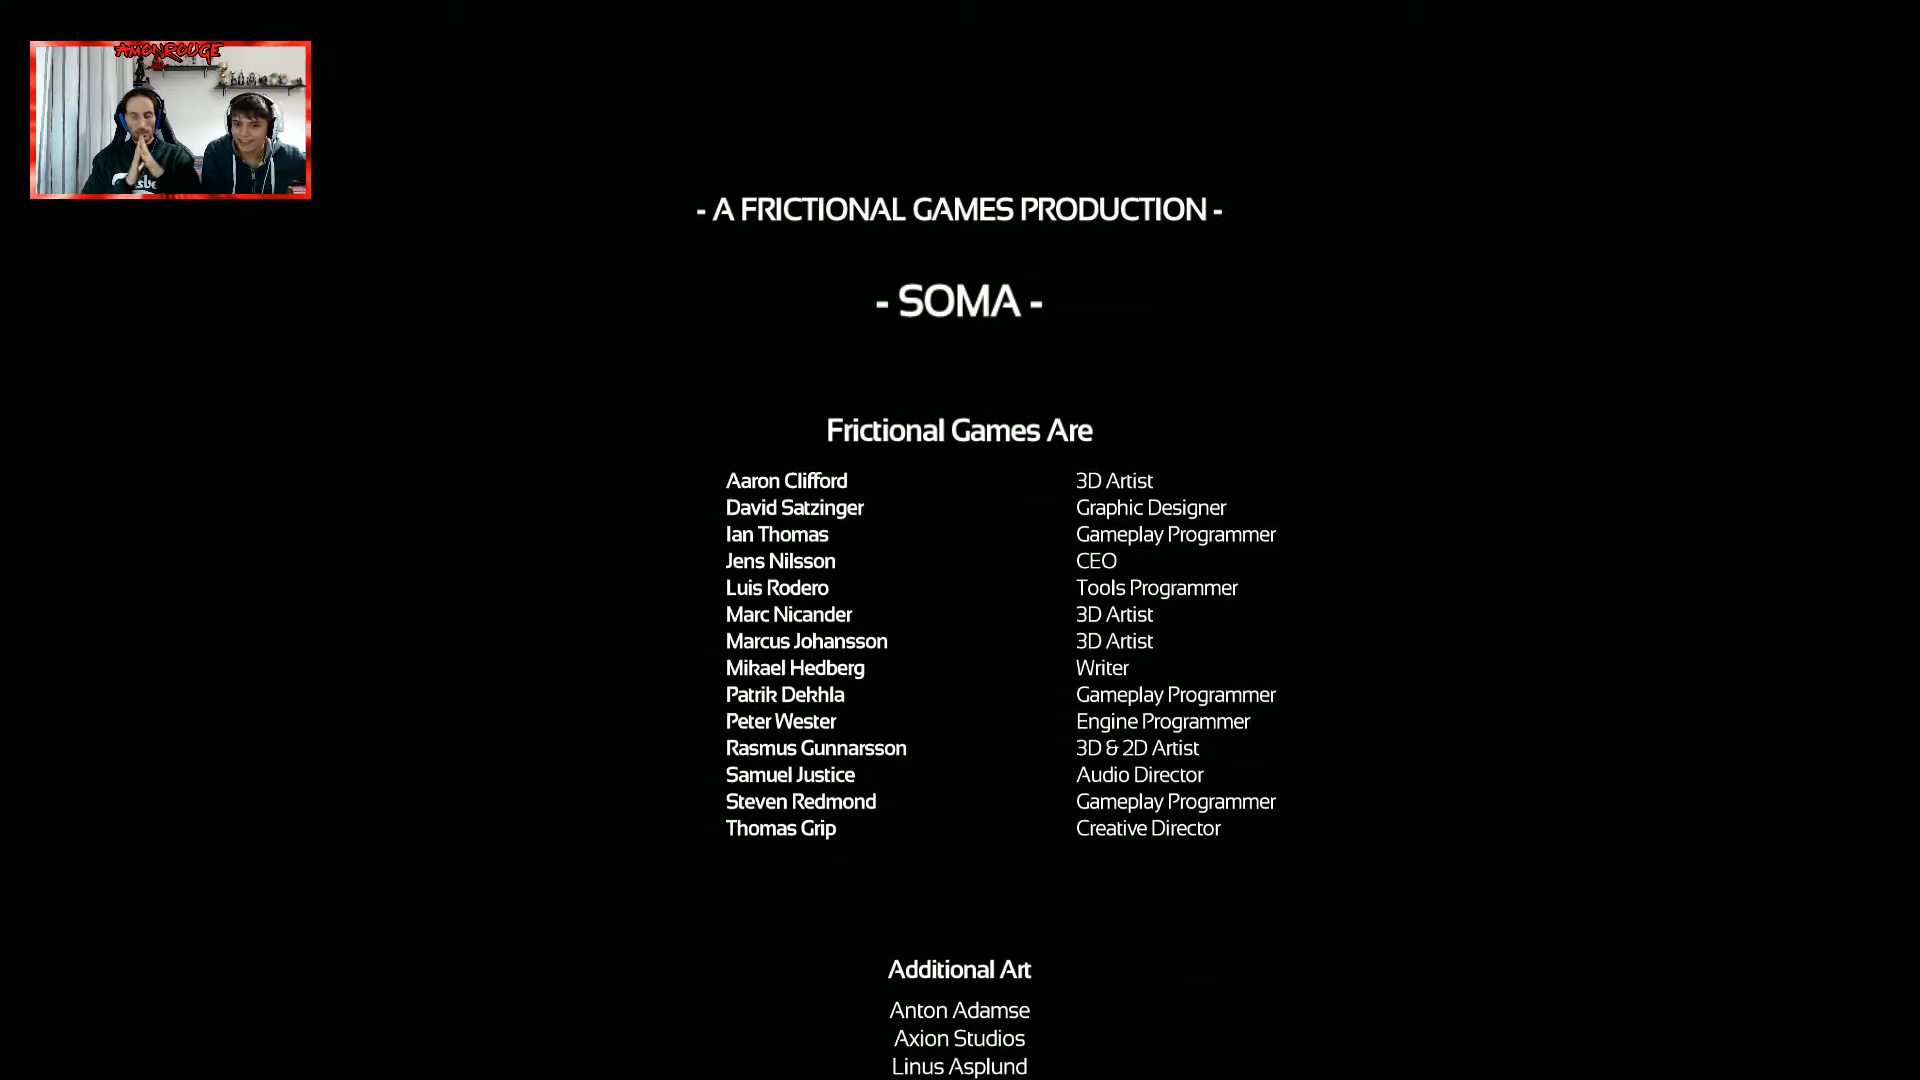 AMONROUGE
- A FRICTIONAL GAMES PRODUCTION -
- SOMA -
Frictional Games Are
Aaron Clifford 3D Artist
David Satzinger Graphic Designer
Ian Thomas Gameplay Programmer
Jens Nilsson CEO
Luis Rodero Tools Programmer
Marc Nicander 3D Artist
Marcus Johansson 3D Artist
Mikael Hedberg Writer
Patrik Dekhla Gameplay Programmer
Peter Wester Engine Programmer
Rasmus Gunnarsson 3D & 2D Artist
Samuel Justice Audio Director
Steven Redmond Gameplay Programmer
Thomas Grip Creative Director
Additional Art
Anton Adamse
Axion Studios
Linus Asplund